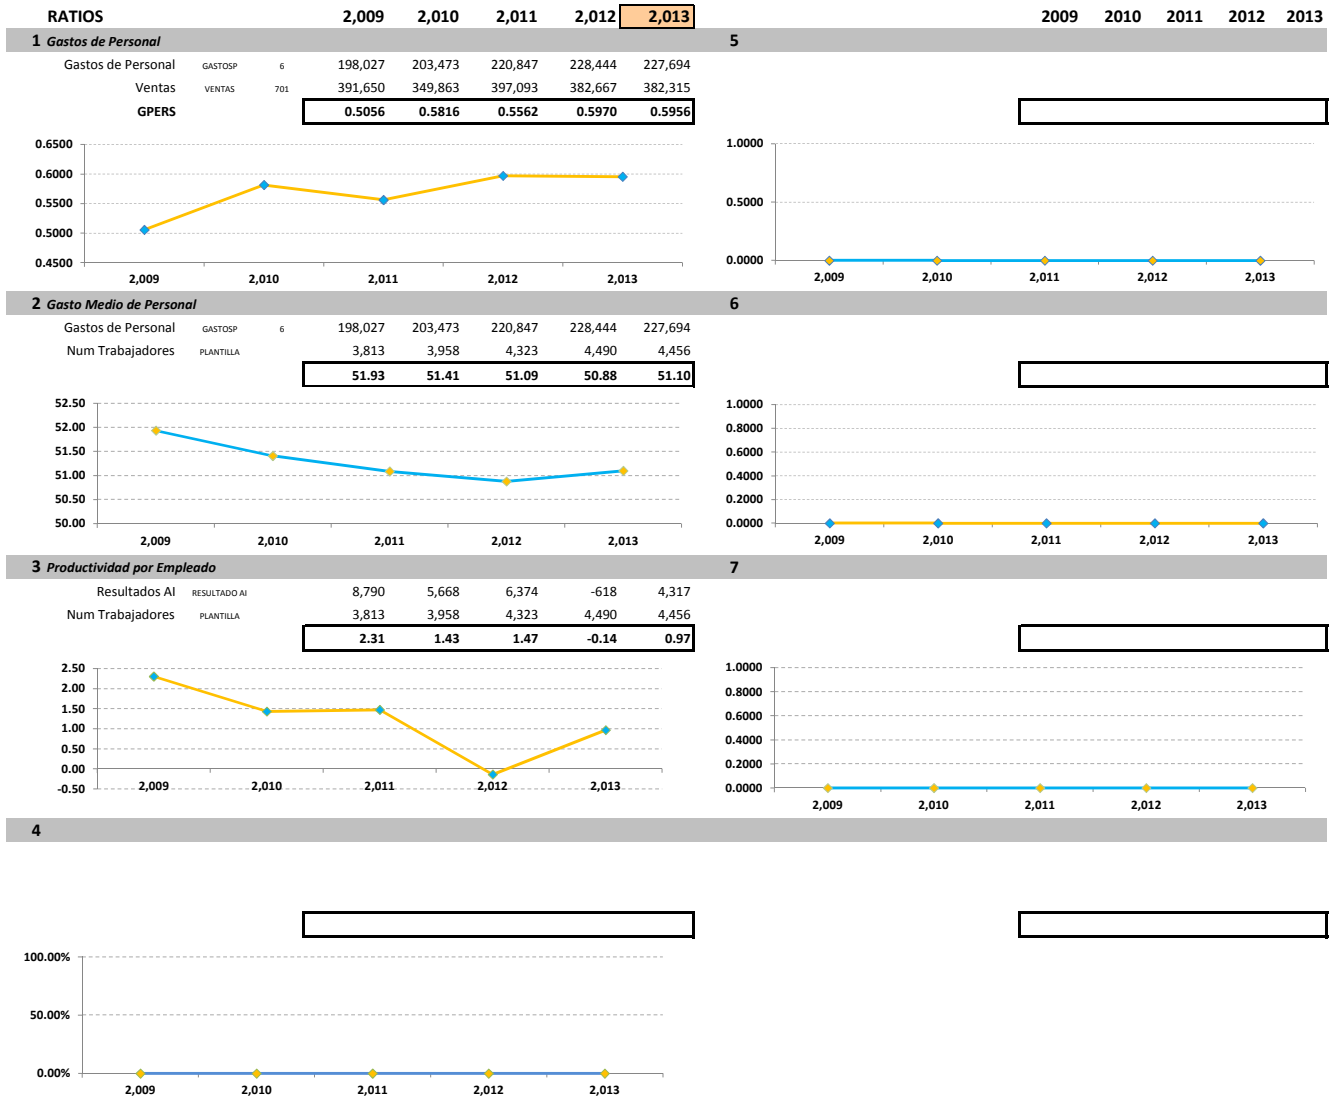 RATIOS 2,009 2,010 2,011 2,012 2,013
1 Gastos de Personal
Gastos de Personal GASTOSP 6 198,027 203,473 220,847 228,444 227,694
Ventas VENTAS 701 391,650 349,863 397,093 382,667 382,315
GPERS 0.5056 0.5816 0.5562 0.5970 0.5956
0.6500
0.6000
0.5500
0.5000
0.4500
2,009 2,010 2,011 2,012 2,013
2 Gasto Medio de Personal
Gastos de Personal GASTOSP 6 198,027 203,473 220,847 228,444 227,694
Num Trabajadores PLANTILLA 3,813 3,958 4,323 4,490 4,456
51.93 51.41 51.09 50.88 51.10
52.50
52.00
51.50
51.00
50.50
50.00
2,009 2,010 2,011 2,012 2,013
3 Productividad por Empleado
Resultados AI RESULTADO AI 8,790 5,668 6,374 -618 4,317
Num Trabajadores PLANTILLA 3,813 3,958 4,323 4,490 4,456
2.31 1.43 1.47 -0.14 0.97
2.50
2.00
1.50
1.00
0.50
0.00
-0.50
2,009 2,010 2,011 2,012 2,013
4
100.00%
50.00%
0.00%
2,009 2,010 2,011 2,012 2,013
2009 2010 2011 2012 2013
5
1.0000
0.5000
0.0000
2,009 2,010 2,011 2,012 2,013
6
1.0000
0.8000
0.6000
0.4000
0.2000
0.0000
2,009 2,010 2,011 2,012 2,013
7
1.0000
0.8000
0.6000
0.4000
0.2000
0.0000
2,009 2,010 2,011 2,012 2,013